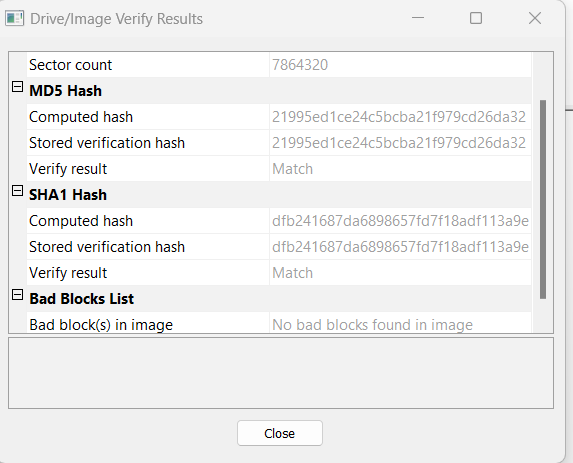 Drive/Image Verify Results
Sector count 7864320
MD5 Hash
Computed hash 21995ed1ce24c5bcba21f979cd26da32
Stored verification hash 21995ed1ce24c5bcba21f979cd26da32
Verify result Match
SHA1 Hash
Computed hash dfb241687da6898657fd7f18adf113a9e
Stored verification hash dfb241687da6898657fd7f18adf113a9e
Verify result Match
Bad Blocks List
Bad block(s) in image No bad blocks found in image
Close